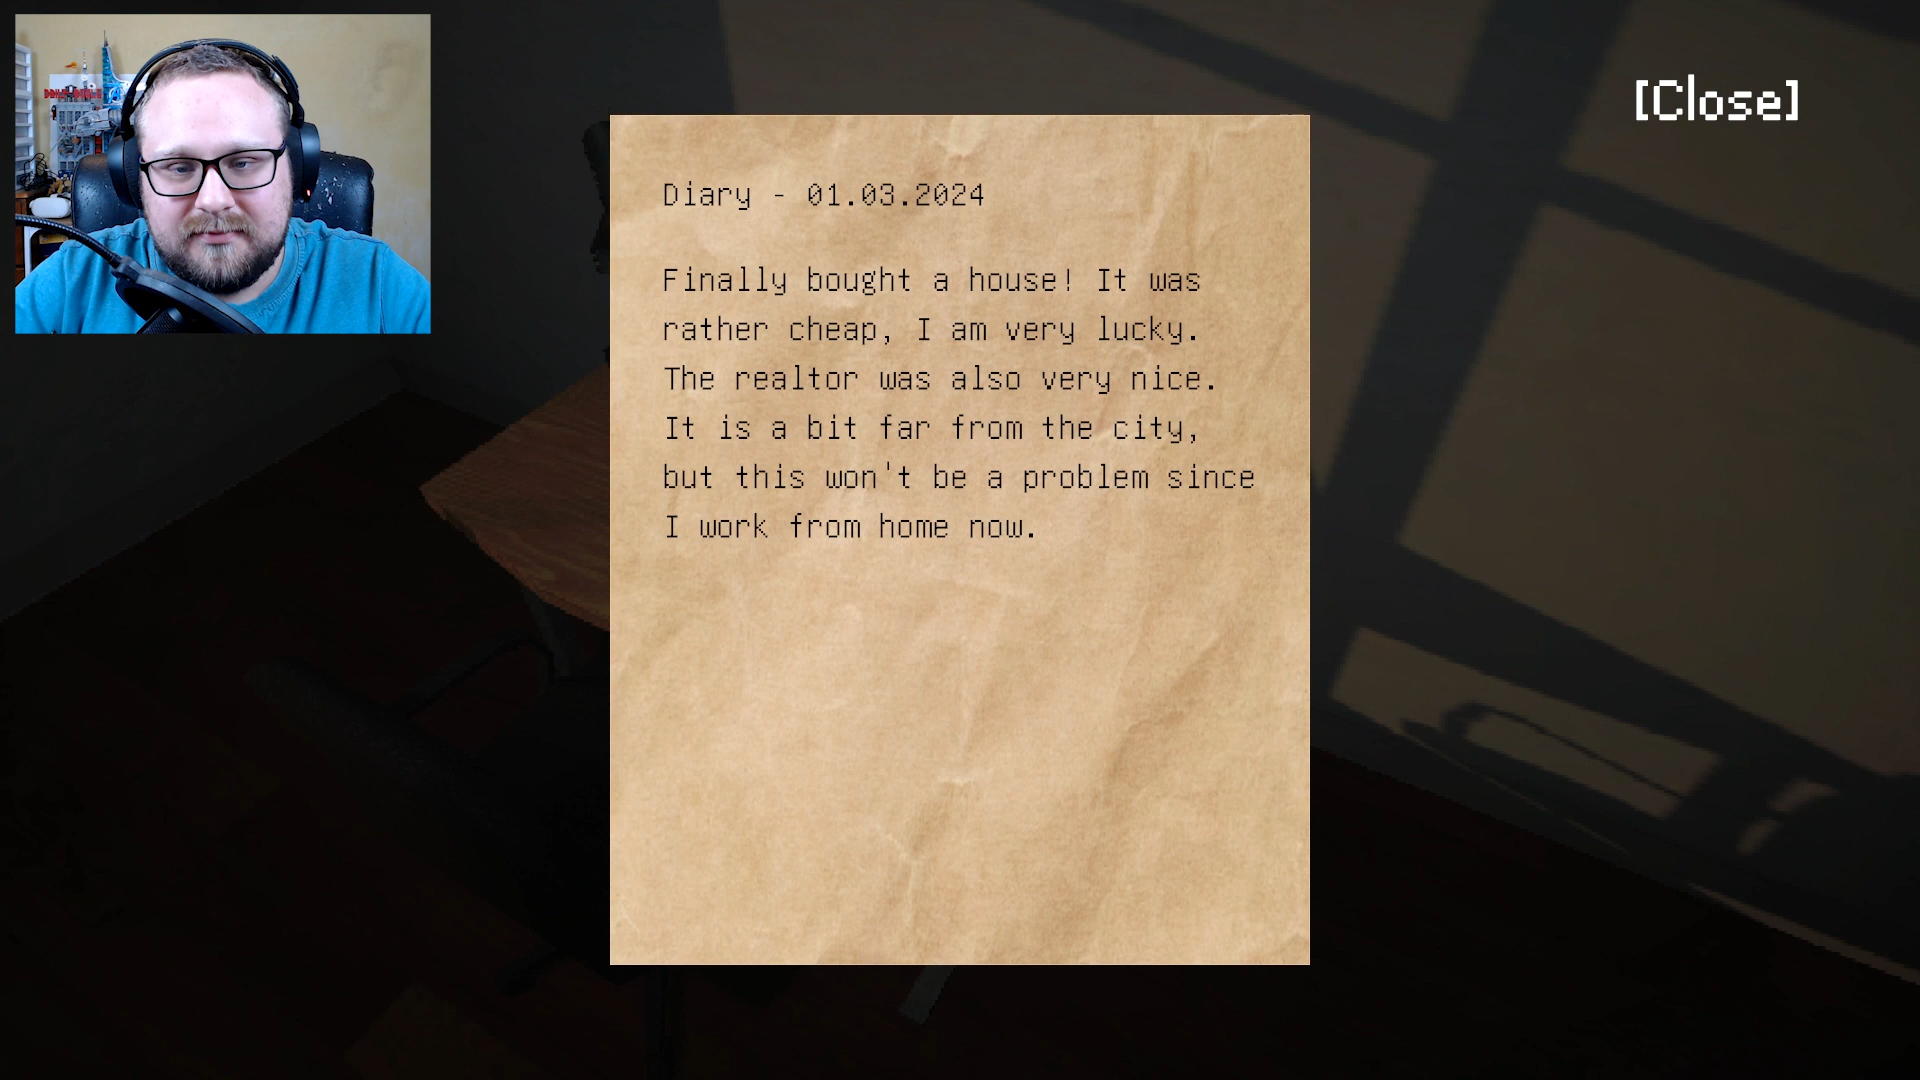 [Close]
Diary - 01.03.2024
Finally bought a house! It was
rather cheap, I am very lucky.
The realtor was also very nice.
It is a bit far from the city,
but this won't be a problem since
I work from home now.